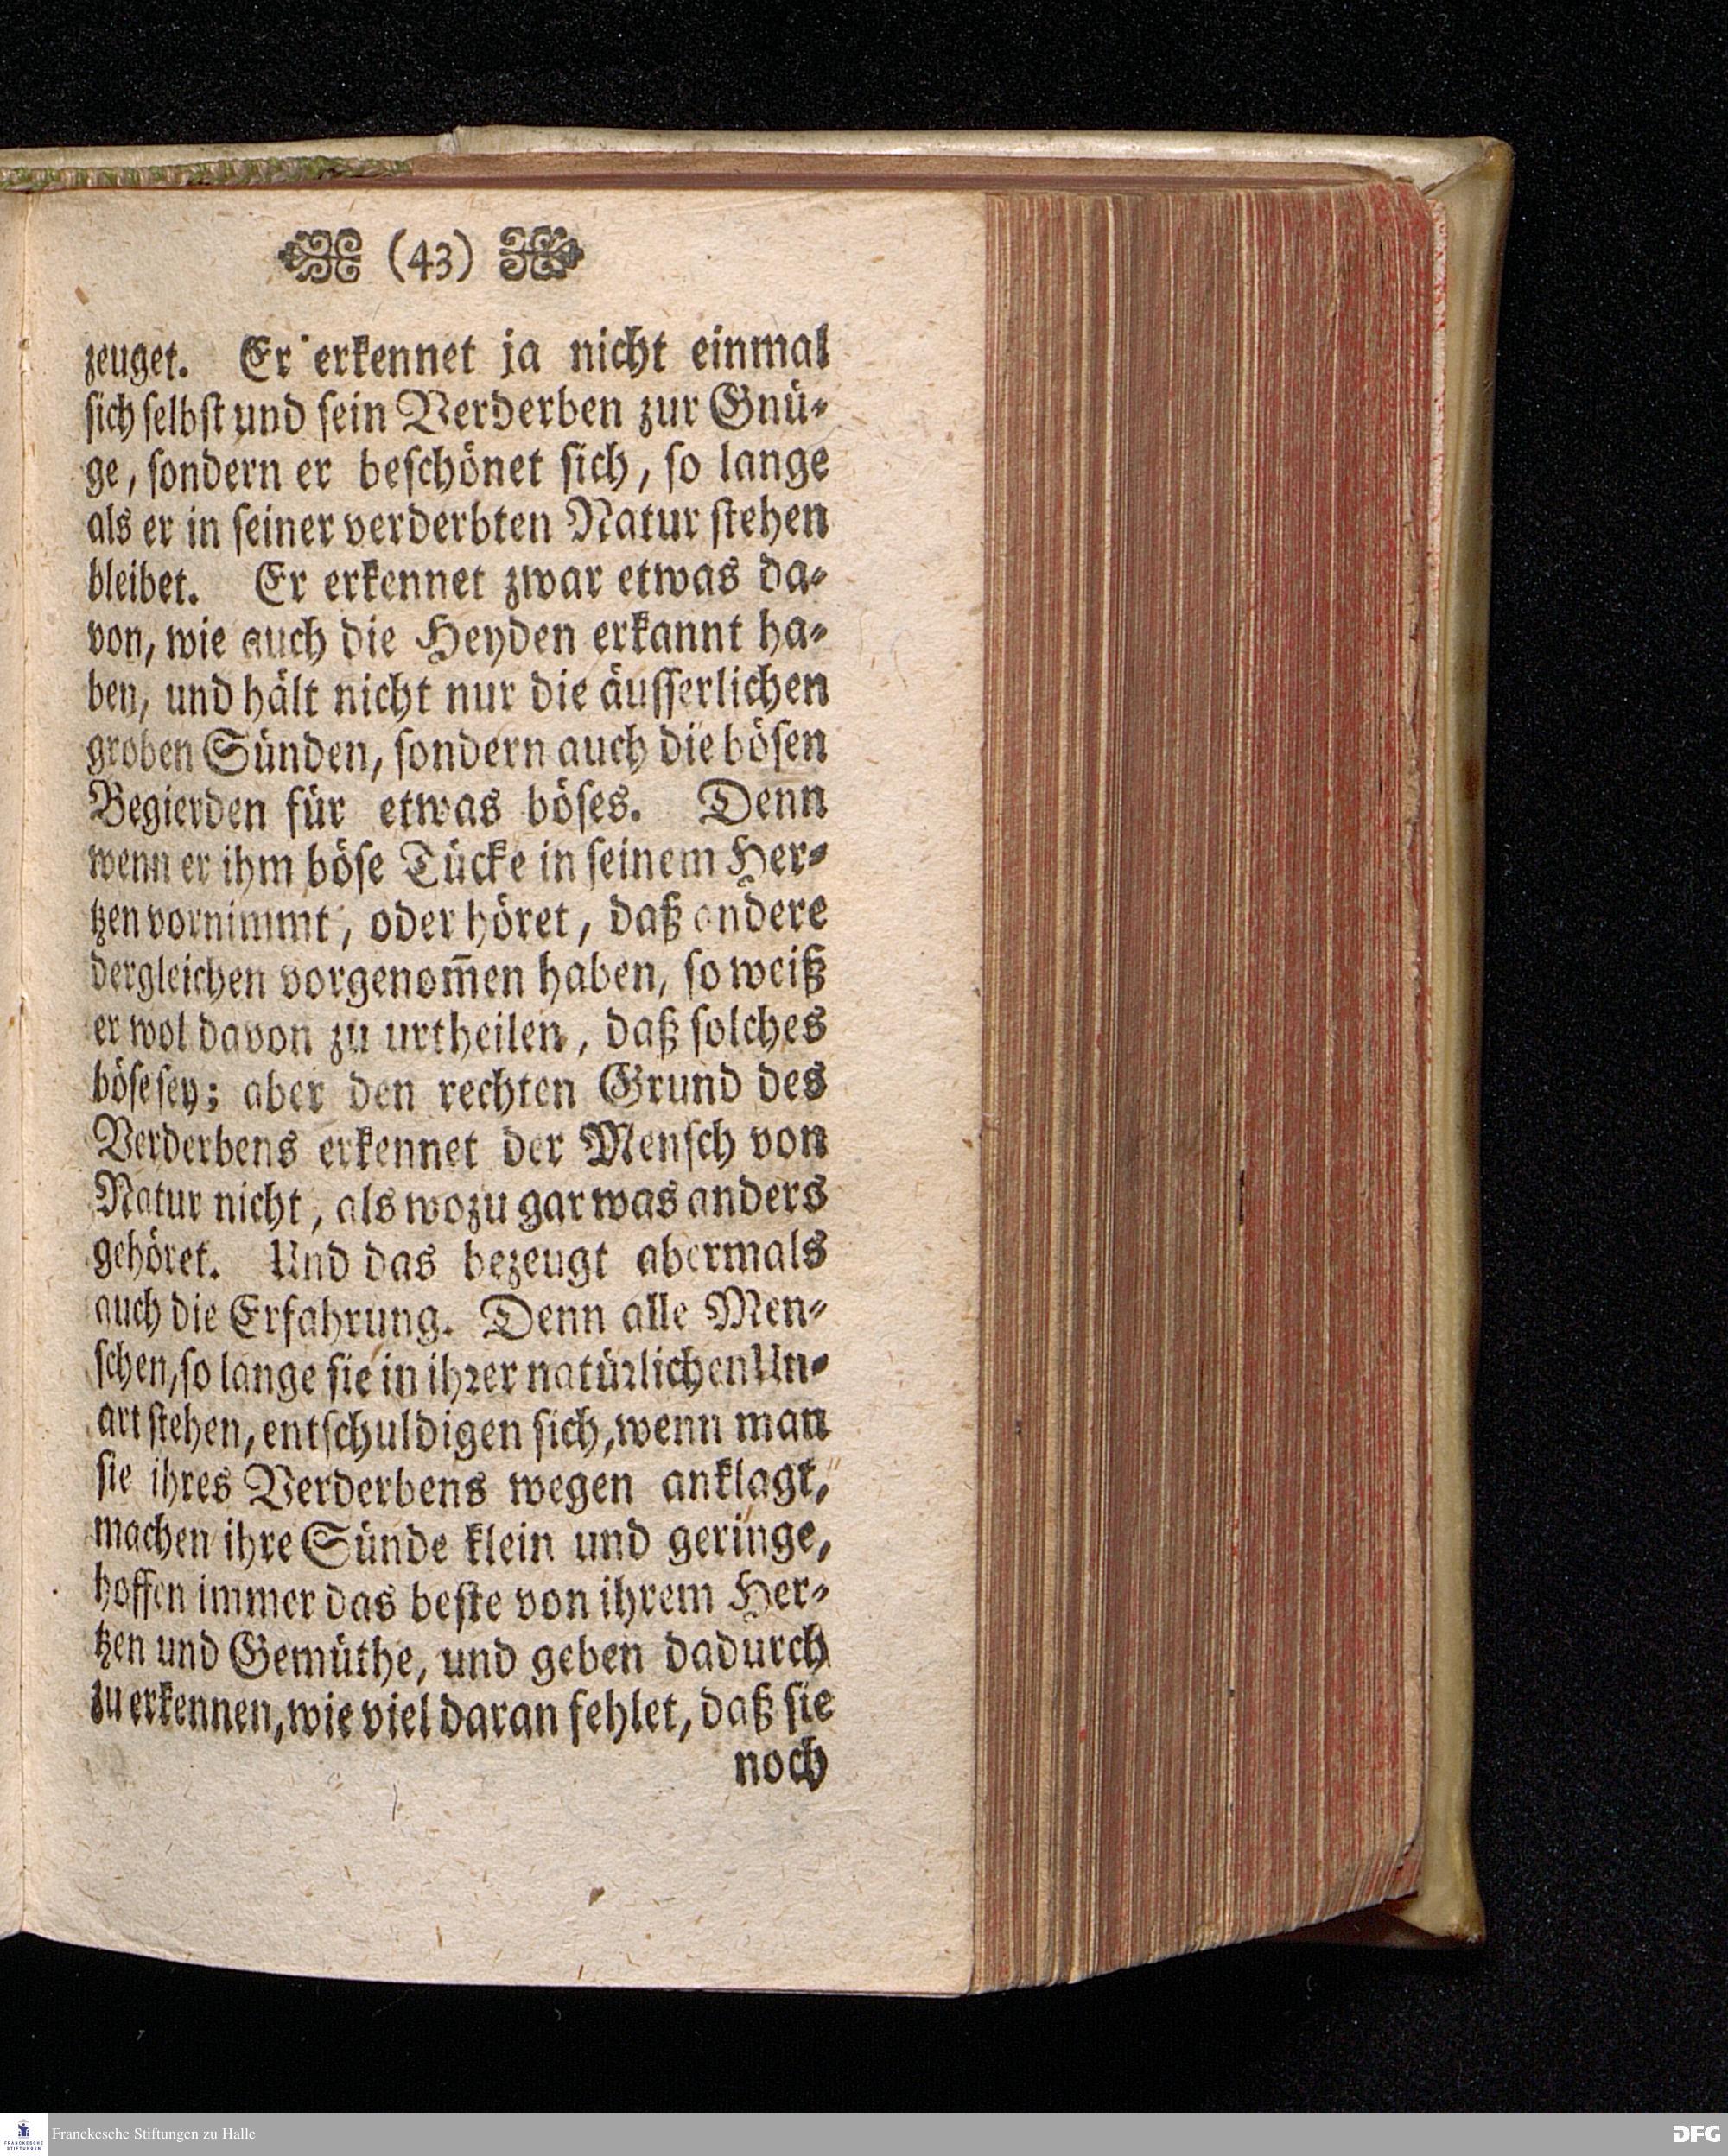 (43)
zeuget. Er erkennet ja nicht einmal
sich selbst und sein Verderben zur Gnü-
ge, sondern er beschönet sich, so lange
als er in seiner verderbten Natur stehen
bleibet. Er erkennet zwar etwas da-
von, wie auch die Heyden erkannt ha-
ben, und hält nicht nur die äusserlichen
groben Sünden, sondern auch die bösen
Begierden für etwas böses. Denn
wenn er ihm böse Tücke in seinem Her-
tzen vornimmt, oder höret, daß andere
dergleichen vorgenom̅en haben, so weiß
er wol davon zu urtheilen, daß solches
böse sey; aber den rechten Grund des
Verderbens erkennet der Mensch von
Natur nicht, als wozu gar was anders
gehöret. Und das bezeugt abermals
auch die Erfahrung. Denn alle Men-
schen, so lange sie in ihrer natürlichen Un-
art stehen, entschuldigen sich, wenn man
sie ihres Verderbens wegen anklagt,
machen ihre Sünde klein und geringe,
hoffen immer das beste von ihrem Her-
tzen und Gemüthe, und geben dadurch
zu erkennen, wie viel daran fehlet, daß sie
noch
FRANCKESCHE
STIFTUNGEN
Franckesche Stiftungen zu Halle
DFG